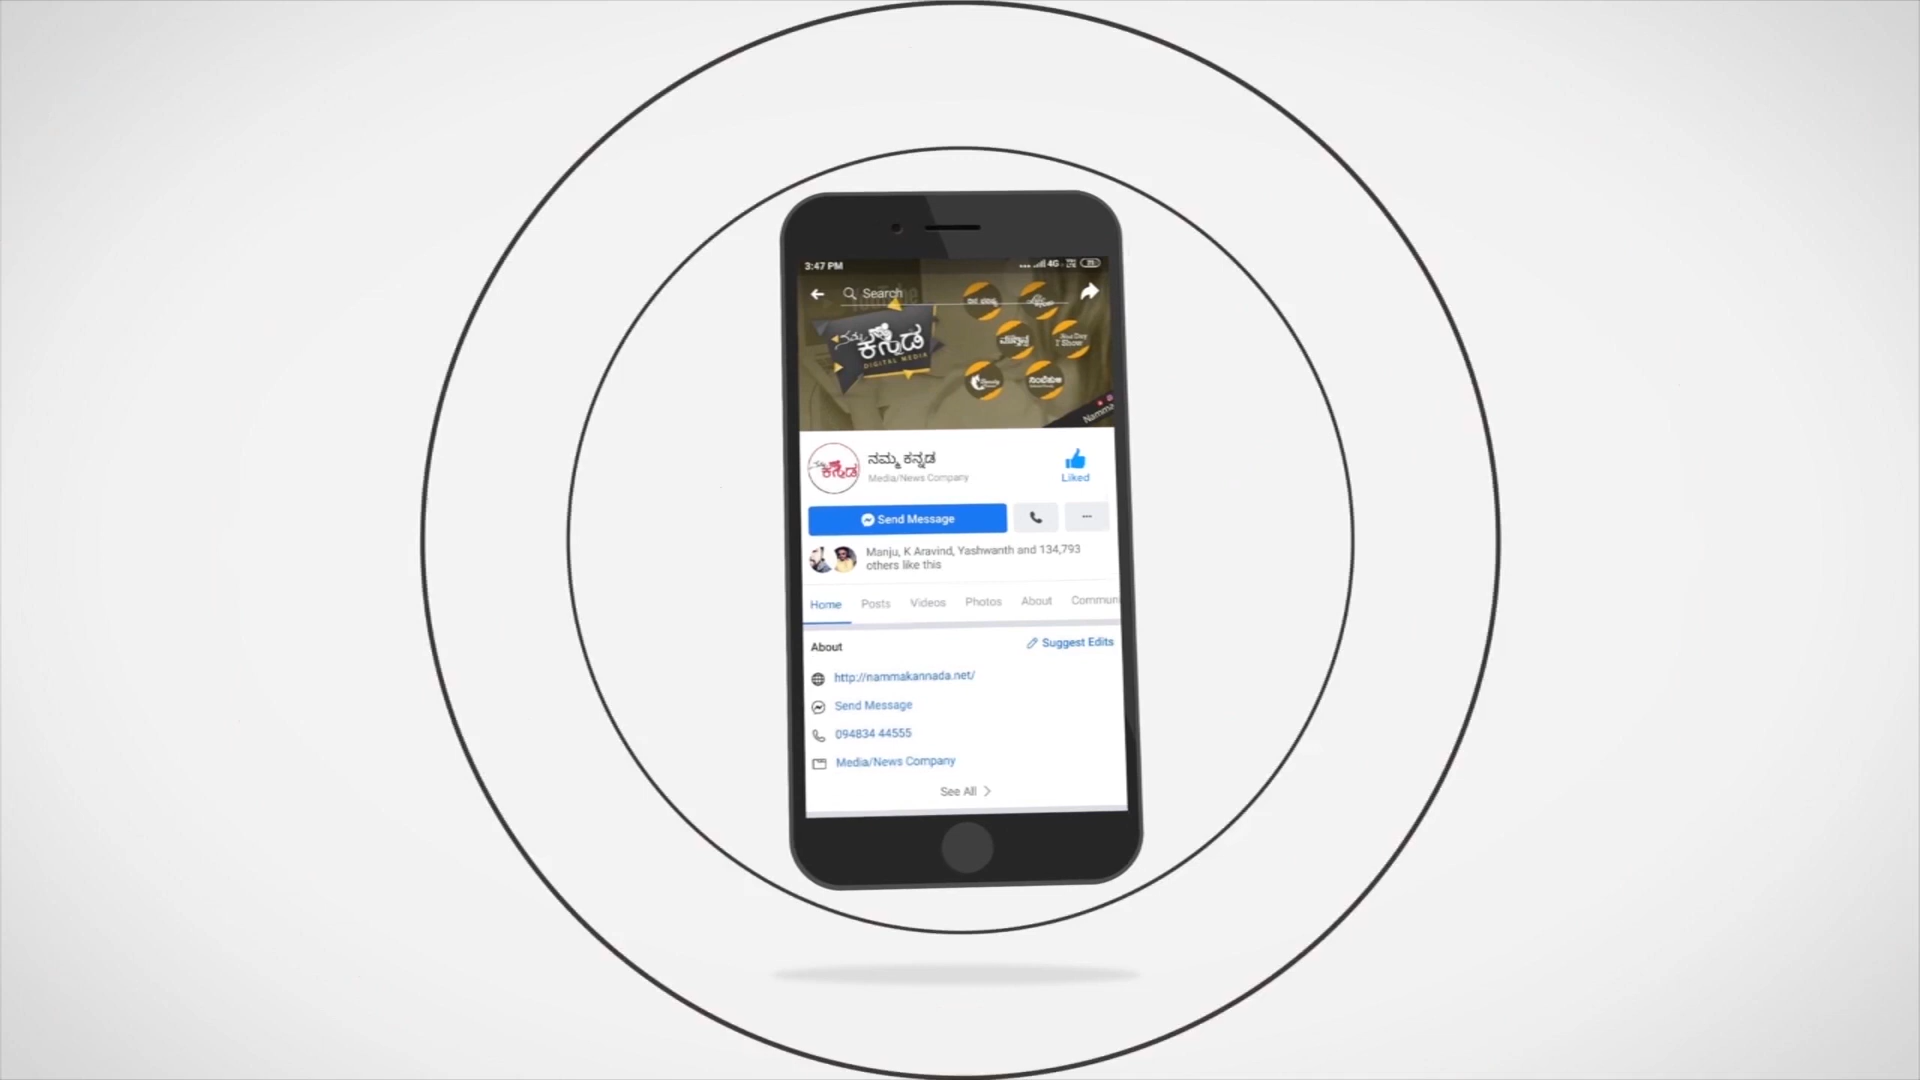 3:47 PM
4G
Search
ನಮ್ಮ
ಕನ್ನಡ
DIGITAL MEDIA
Namma
ನಮ್ಮ ಕನ್ನಡ
Media/News Company
Liked
Send Message
Manju, K Aravind, Yashwanth and 134,793
others like this
Home Posts Videos Photos About Commun
About
Suggest Edits
http://nammakannada.net/
Send Message
094834 44555
Media/News Company
See All